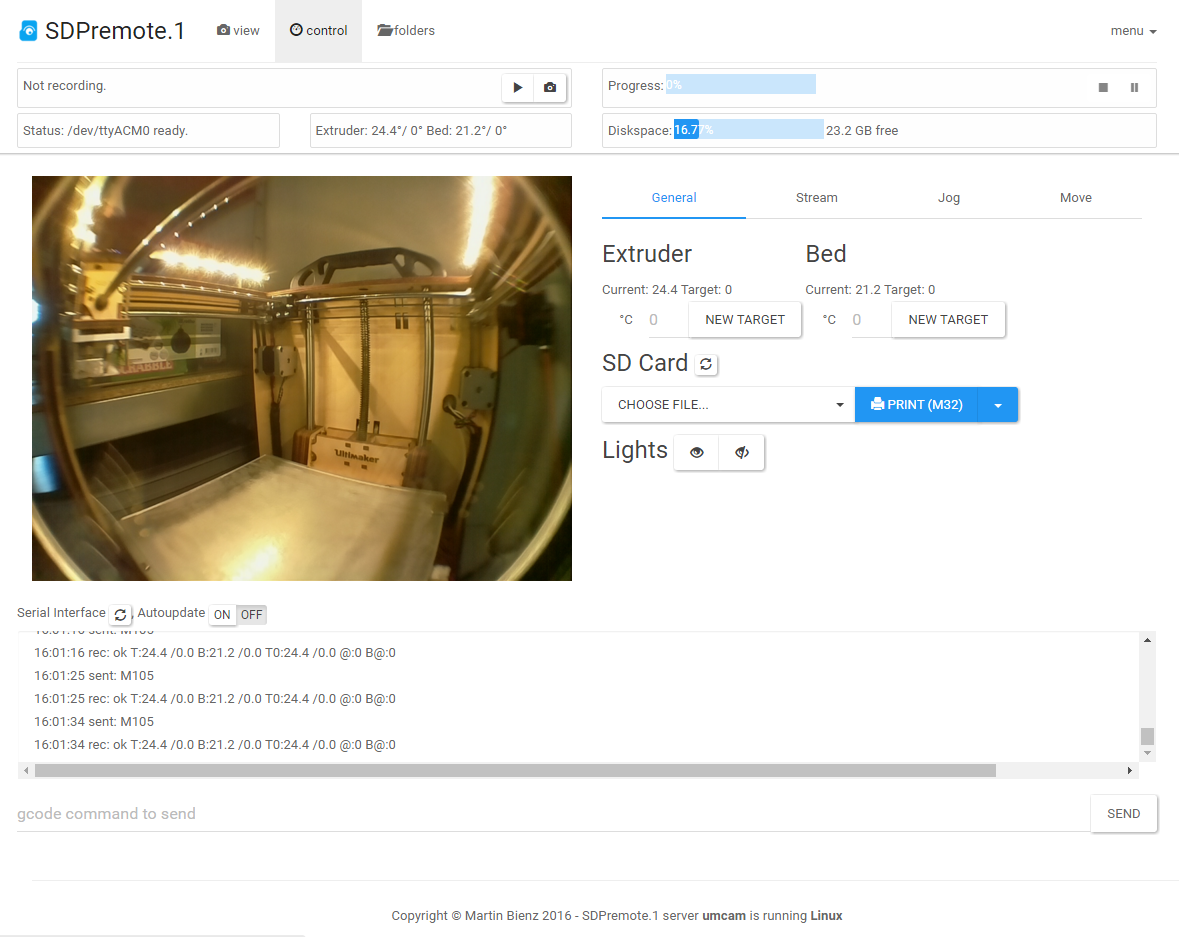 SDPremote.1 view control folders menu
Not recording.
Progress: 0%
Status: /dev/ttyACM0 ready.
Extruder: 24.4°/ 0° Bed: 21.2°/ 0°
Diskspace: 16.77% 23.2 GB free
General Stream Jog Move
Extruder Bed
Current: 24.4 Target: 0 Current: 21.2 Target: 0
°C 0 NEW TARGET °C 0 NEW TARGET
SD Card
CHOOSE FILE... PRINT (M32)
Lights
Ultimaker
Serial Interface , Autoupdate ON OFF
16:01:16 sent: M105
16:01:16 rec: ok T:24.4 /0.0 B:21.2 /0.0 T0:24.4 /0.0 @:0 B@:0
16:01:25 sent: M105
16:01:25 rec: ok T:24.4 /0.0 B:21.2 /0.0 T0:24.4 /0.0 @:0 B@:0
16:01:34 sent: M105
16:01:34 rec: ok T:24.4 /0.0 B:21.2 /0.0 T0:24.4 /0.0 @:0 B@:0
gcode command to send SEND
Copyright © Martin Bienz 2016 - SDPremote.1 server umcam is running Linux